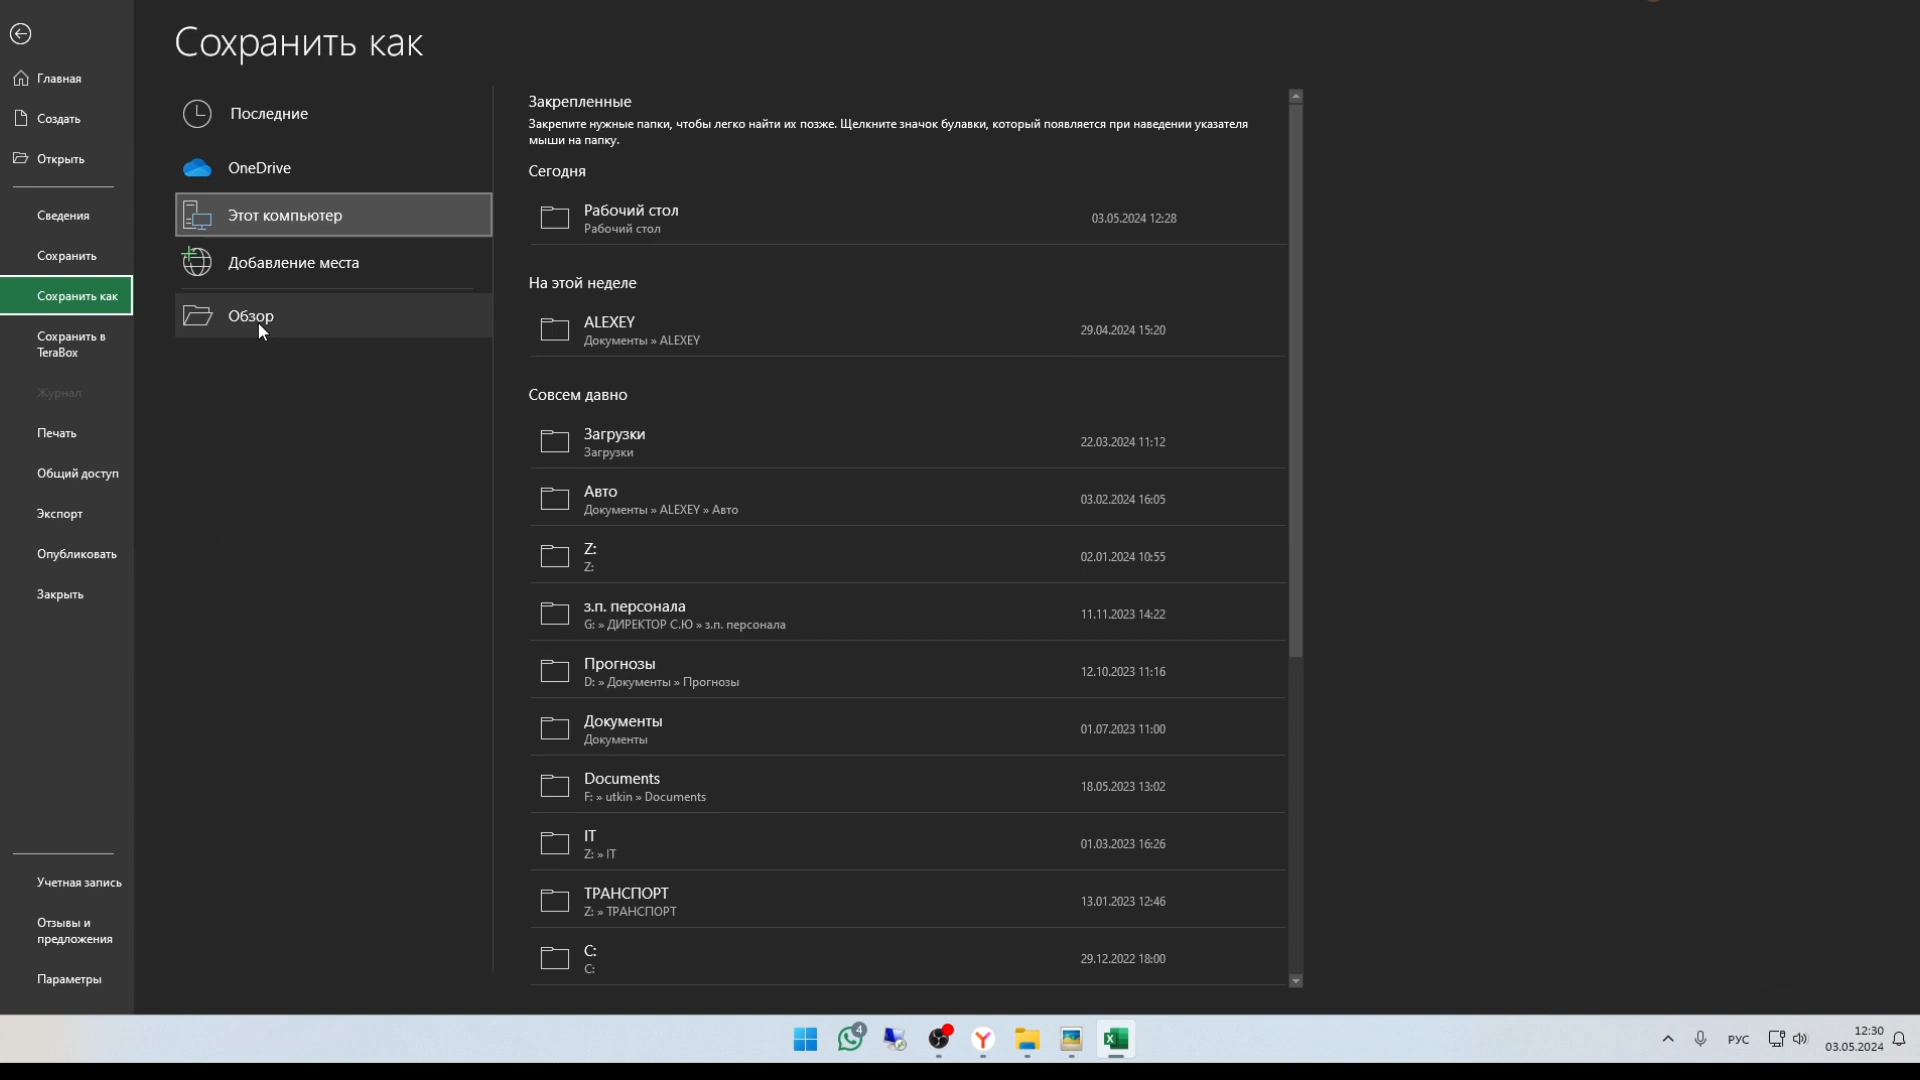 Сохранить как
Главная
Создать
Открыть
Сведения
Сохранить
Сохранить как
Сохранить в
TeraBox
Журнал
Печать
Общий доступ
Экспорт
Опубликовать
Закрыть
Учетная запись
Отзывы и
предложения
Параметры
Последние
OneDrive
Этот компьютер
Добавление места
Обзор
Закрепленные
Закрепите нужные папки, чтобы легко найти их позже. Щелкните значок булавки, который появляется при наведении указателя
мыши на папку.
Сегодня
Рабочий стол
Рабочий стол
03.05.2024 12:28
На этой неделе
ALEXEY
Документы » ALEXEY
29.04.2024 15:20
Совсем давно
Загрузки
Загрузки
22.03.2024 11:12
Авто
Документы » ALEXEY » Авто
03.02.2024 16:05
Z:
Z:
02.01.2024 10:55
з.п. персонала
G: » ДИРЕКТОР С.Ю » з.п. персонала
11.11.2023 14:22
Прогнозы
D: » Документы » Прогнозы
12.10.2023 11:16
Документы
Документы
01.07.2023 11:00
Documents
F: » utkin » Documents
18.05.2023 13:02
IT
Z: » IT
01.03.2023 16:26
ТРАНСПОРТ
Z: » ТРАНСПОРТ
13.01.2023 12:46
C:
C:
29.12.2022 18:00
4
РУС
12:30
03.05.2024